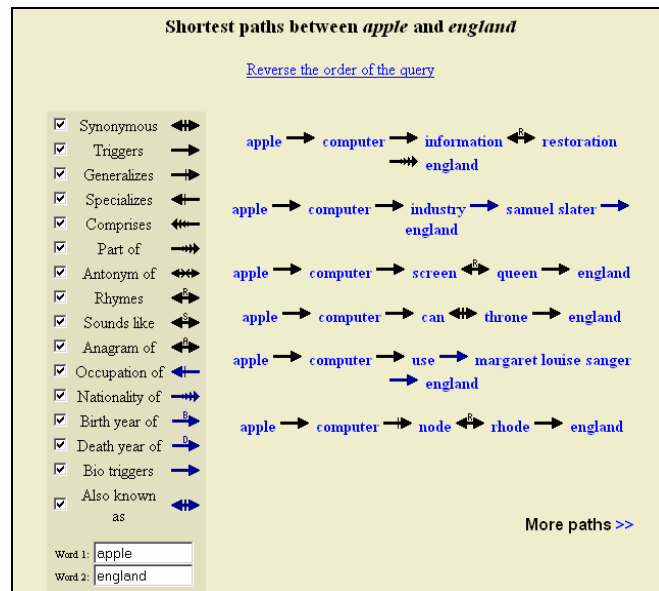 Shortest paths between apple and england
Reverse the order of the query
Synonymous
Triggers
Generalizes
Specializes
Comprises
Part of
Antonym of
Rhymes R
Sounds like S
Anagram of A
Occupation of
Nationality of
Birth year of B
Death year of D
Bio triggers
Also known
as
Word 1: apple
Word 2: england
apple computer information R restoration
england
apple computer industry samuel slater
england
apple computer screen R queen england
apple computer can throne england
apple computer use margaret louise sanger
england
apple computer node R rhode england
More paths >>